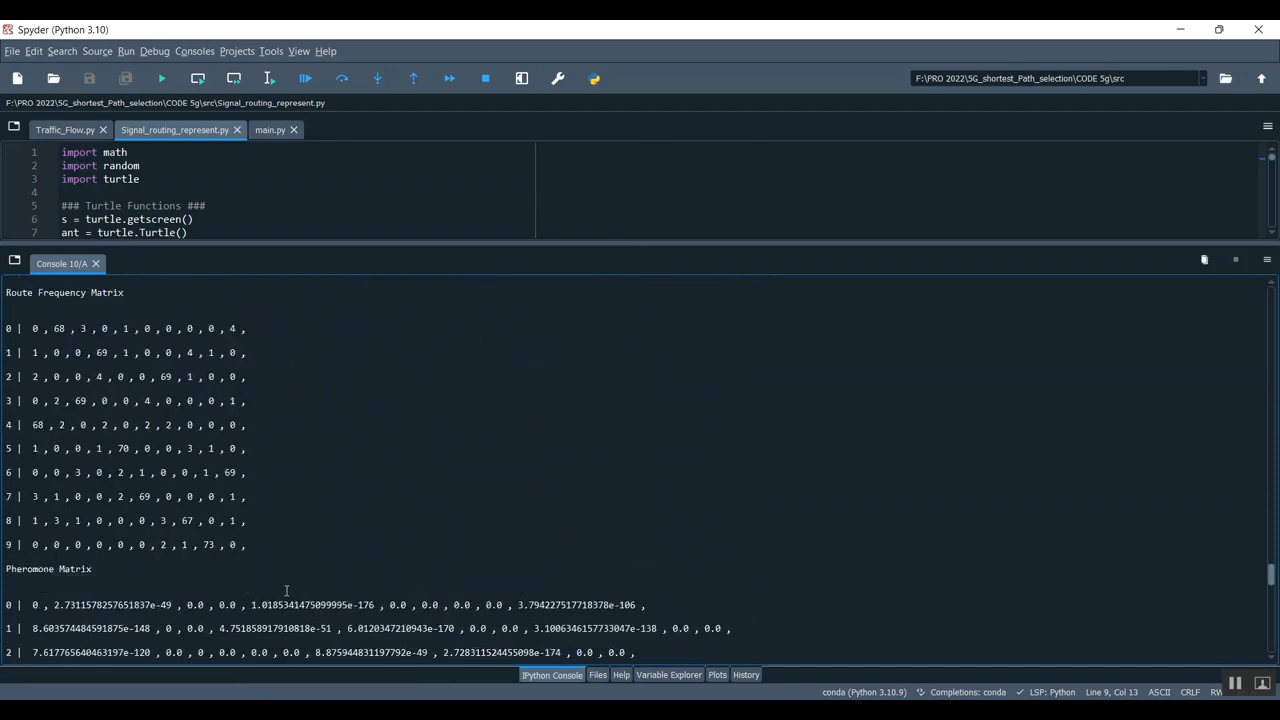 Spyder (Python 3.10)
File Edit Search Source Run Debug Consoles Projects Tools View Help
F:\PRO 2022\5G_shortest_Path_selection\CODE 5g\src
F:\PRO 2022\5G_shortest_Path_selection\CODE 5g\src\Signal_routing_represent.py
Traffic_Flow.py Signal_routing_represent.py main.py
1 import math
2 import random
3 import turtle
4
5 ### Turtle Functions ###
6 s = turtle.getscreen()
7 ant = turtle.Turtle()
Console 10/A
Route Frequency Matrix
0 | 0 , 68 , 3 , 0 , 1 , 0 , 0 , 0 , 0 , 4 ,
1 | 1 , 0 , 0 , 69 , 1 , 0 , 0 , 4 , 1 , 0 ,
2 | 2 , 0 , 0 , 4 , 0 , 0 , 69 , 1 , 0 , 0 ,
3 | 0 , 2 , 69 , 0 , 0 , 4 , 0 , 0 , 0 , 1 ,
4 | 68 , 2 , 0 , 2 , 0 , 2 , 2 , 0 , 0 , 0 ,
5 | 1 , 0 , 0 , 1 , 70 , 0 , 0 , 3 , 1 , 0 ,
6 | 0 , 0 , 3 , 0 , 2 , 1 , 0 , 0 , 1 , 69 ,
7 | 3 , 1 , 0 , 0 , 2 , 69 , 0 , 0 , 0 , 1 ,
8 | 1 , 3 , 1 , 0 , 0 , 0 , 3 , 67 , 0 , 1 ,
9 | 0 , 0 , 0 , 0 , 0 , 0 , 2 , 1 , 73 , 0 ,
Pheromone Matrix
0 | 0 , 2.7311578257651837e-49 , 0.0 , 0.0 , 1.0185341475099995e-176 , 0.0 , 0.0 , 0.0 , 0.0 , 3.794227517718378e-106 ,
1 | 8.603574484591875e-148 , 0 , 0.0 , 4.751858917910818e-51 , 6.0120347210943e-170 , 0.0 , 0.0 , 3.1006346157733047e-138 , 0.0 , 0.0 ,
2 | 7.617765640463197e-120 , 0.0 , 0 , 0.0 , 0.0 , 0.0 , 8.875944831197792e-49 , 2.728311524455098e-174 , 0.0 , 0.0 ,
IPython Console Files Help Variable Explorer Plots History
conda (Python 3.10.9) Completions: conda LSP: Python Line 9, Col 13 ASCII CRLF RW